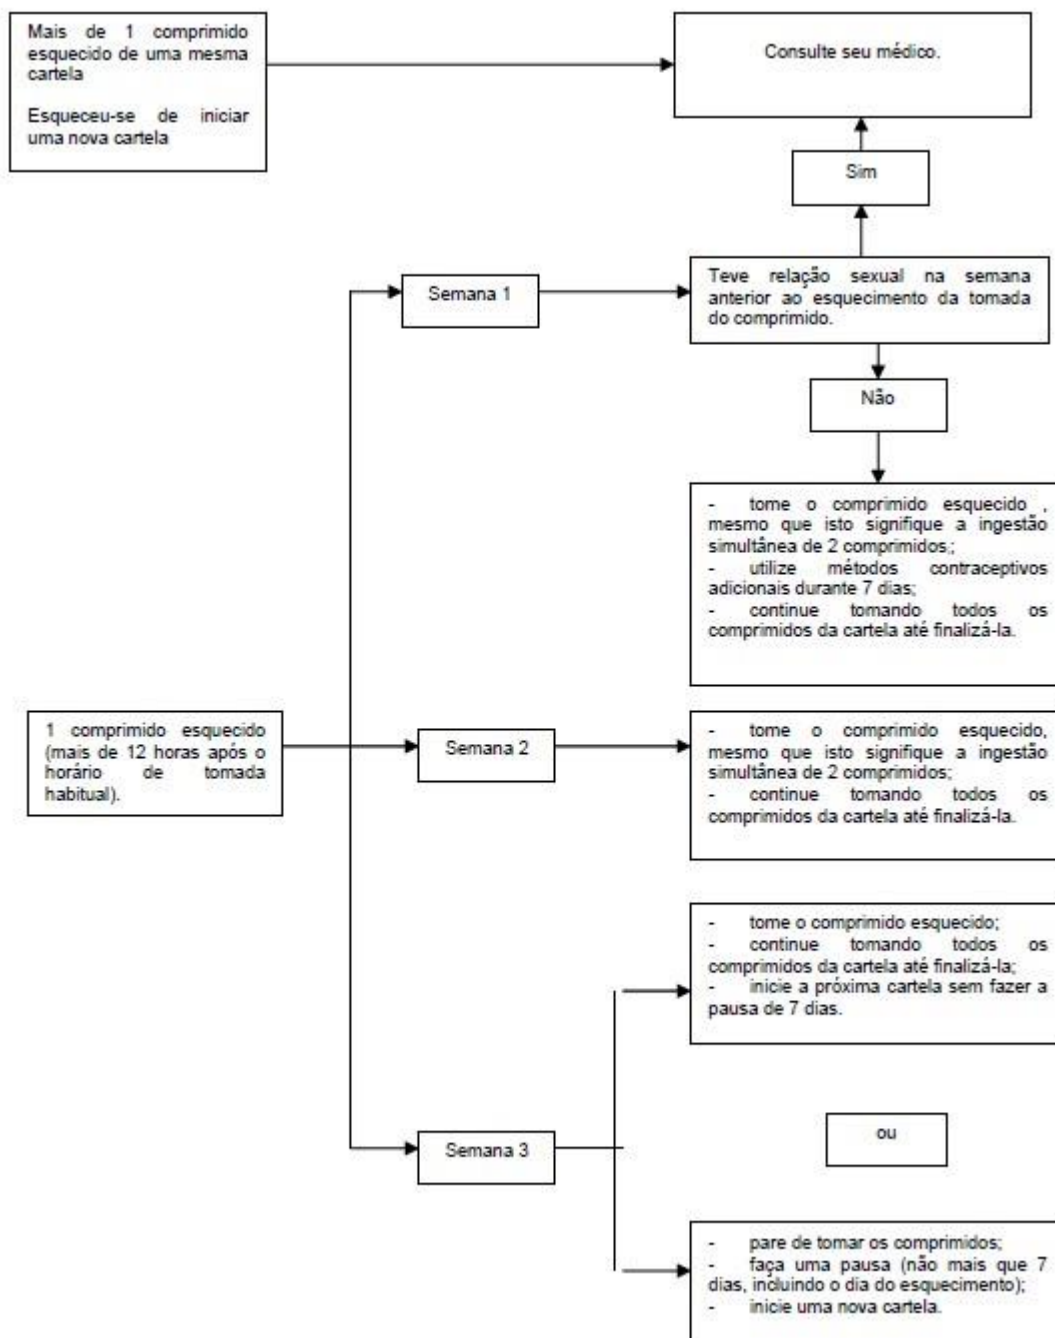 Mais de 1 comprimido
esquecido de uma mesma
cartela
Esqueceu-se de iniciar
uma nova cartela
Consulte seu médico.
Sim
Teve relação sexual na semana
anterior ao esquecimento da tomada
do comprimido.
Semana 1
Não
- tome o comprimido esquecido ,
mesmo que isto signifique a ingestão
simultânea de 2 comprimidos,;
- utilize métodos contraceptivos
adicionais durante 7 dias;
- continue tomando todos os
comprimidos da cartela até finalizá-la.
1 comprimido esquecido
(mais de 12 horas após o
horário de tomada
habitual).
Semana 2
- tome o comprimido esquecido,
mesmo que isto signifique a ingestão
simultânea de 2 comprimidos;
- continue tomando todos os
comprimidos da cartela até finalizá-la.
Semana 3
- tome o comprimido esquecido;
- continue tomando todos os
comprimidos da cartela até finalizá-la;
- inicie a próxima cartela sem fazer a
pausa de 7 dias.
ou
- pare de tomar os comprimidos;
- faça uma pausa (não mais que 7
dias, incluindo o dia do esquecimento);
- inicie uma nova cartela.